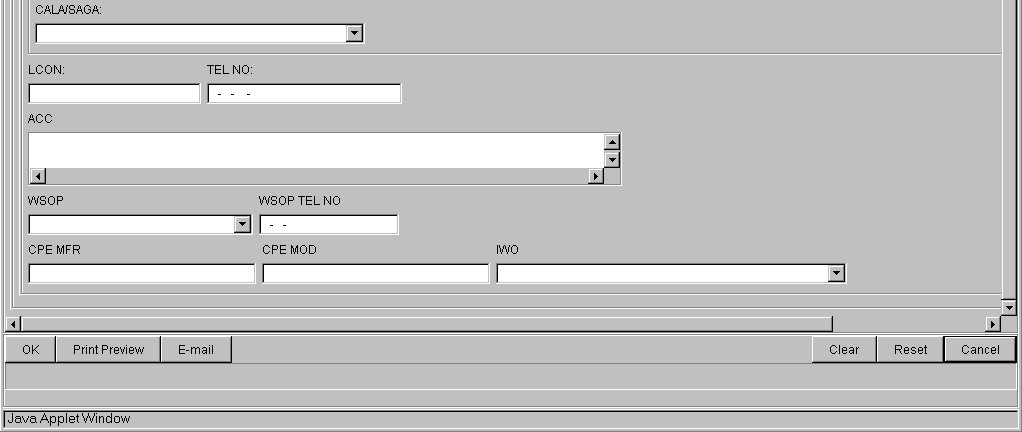 CALA/SAGA:
LCON: TEL NO:
- - -
ACC
WSOP WSOP TEL NO
- -
CPE MFR CPE MOD IWO
OK Print Preview E-mail Clear Reset Cancel
Java Applet Window